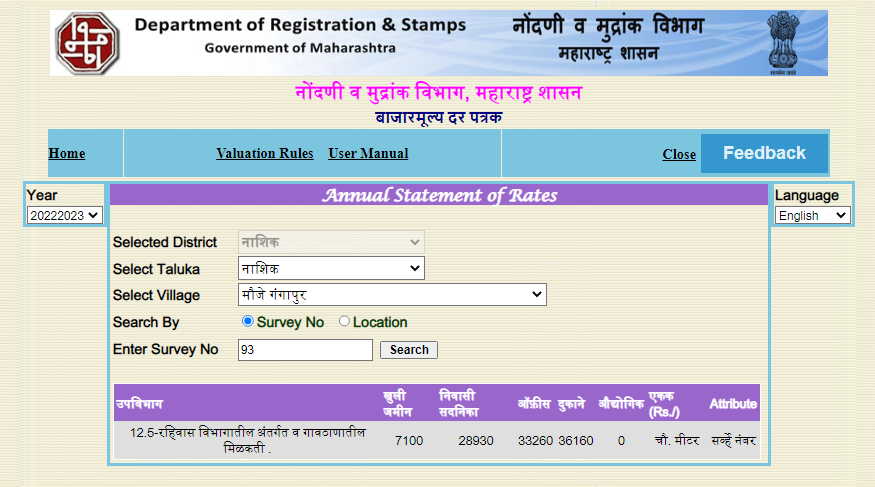 Department of Registration & Stamps
Government of Maharashtra
नोंदणी व मुद्रांक विभाग
महाराष्ट्र शासन
नोंदणी व मुद्रांक विभाग, महाराष्ट्र शासन
बाजारमूल्य दर पत्रक
Home Valuation Rules User Manual Close Feedback
Year
20222023
Annual Statement of Rates
Language
English
Selected District नाशिक
Select Taluka नाशिक
Select Village मौजे गंगापुर
Search By Survey No Location
Enter Survey No 93 Search
उपविभाग खुली जमीन निवासी सदनिका ऑफ़ीस दुकाने औद्योगिक एकक (Rs./) Attribute
12.5-रहिवास विभागातील अंतर्गत व गावठाणातील मिळकती . 7100 28930 33260 36160 0 चौ. मीटर सर्व्हे नंबर